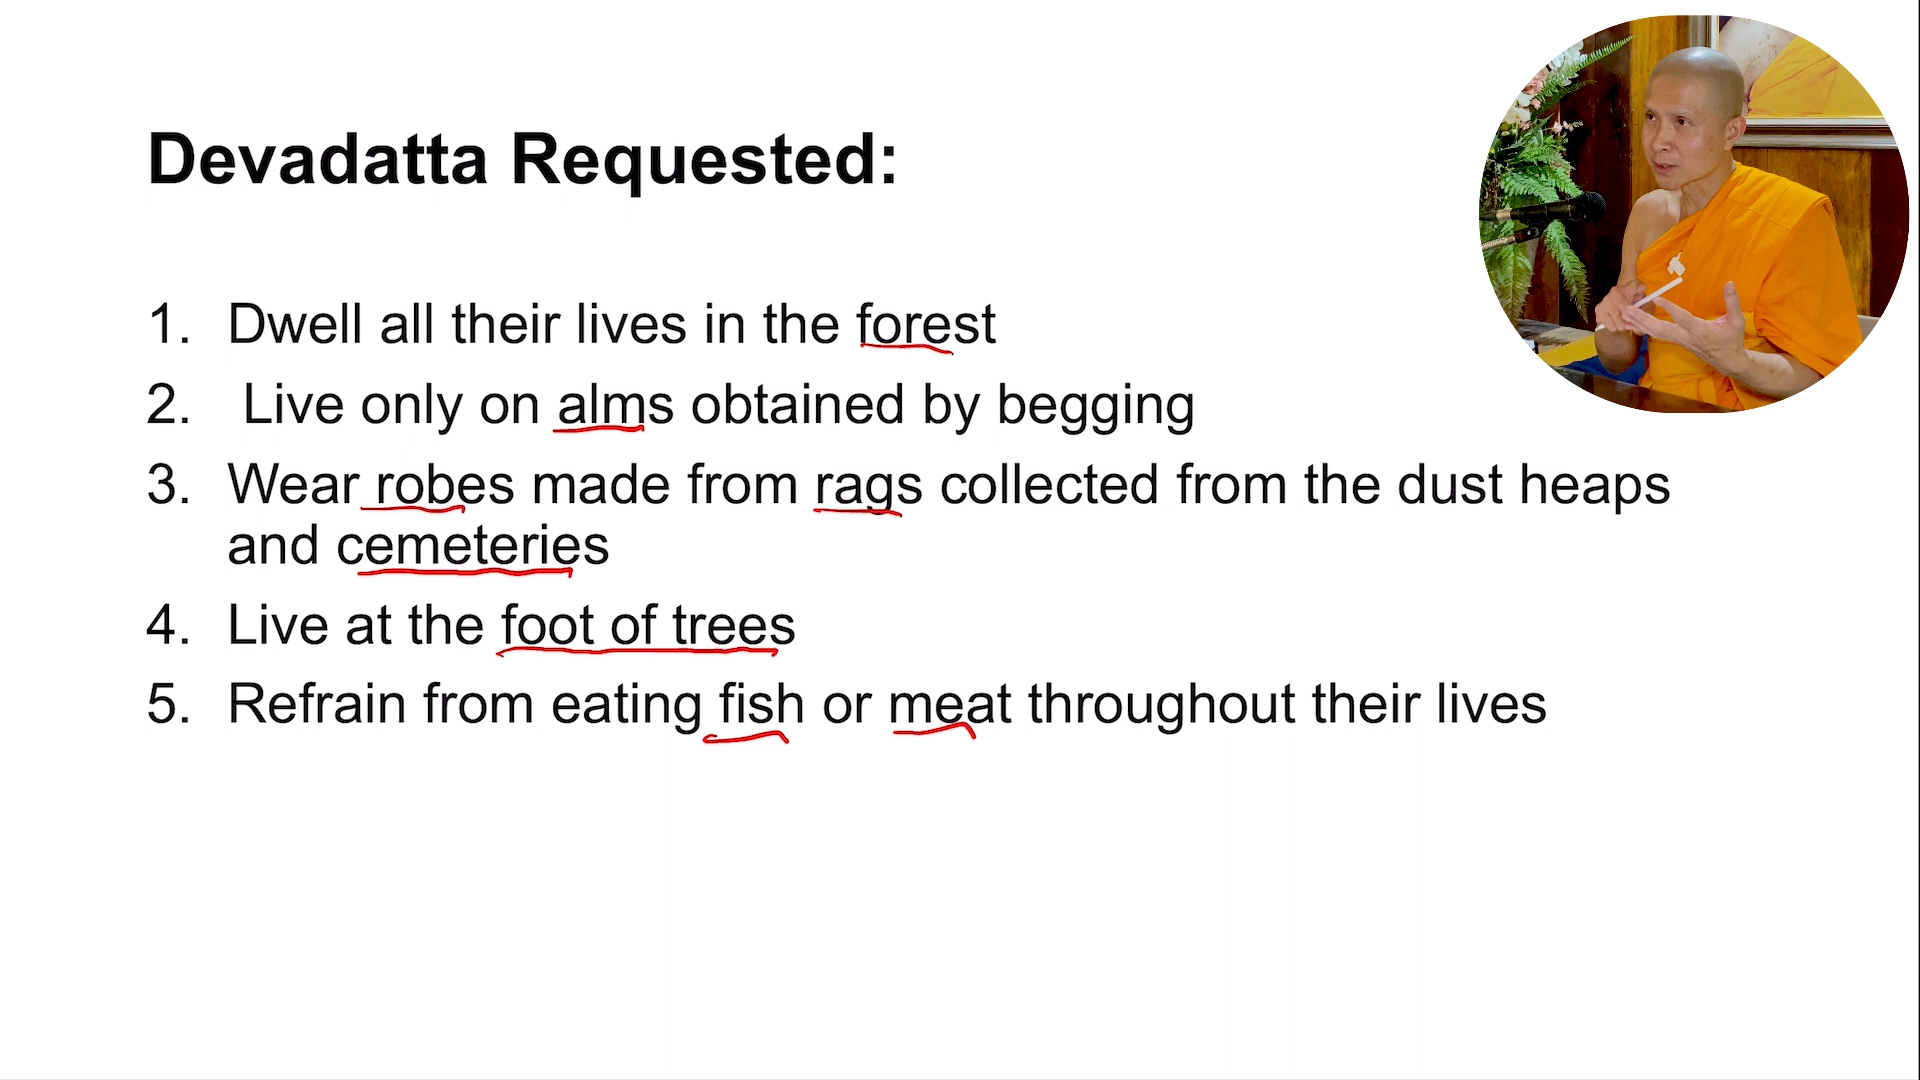 Devadatta Requested:
1. Dwell all their lives in the forest
2. Live only on alms obtained by begging
3. Wear robes made from rags collected from the dust heaps
and cemeteries
4. Live at the foot of trees
5. Refrain from eating fish or meat throughout their lives